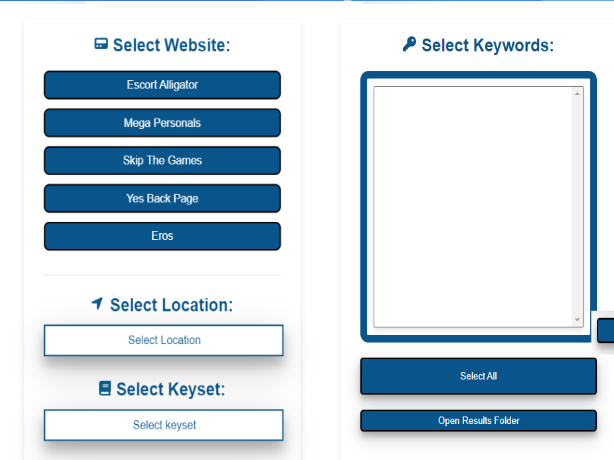 Select Website:
Escort Alligator
Mega Personals
Skip The Games
Yes Back Page
Eros
Select Location:
Select Location
Select Keyset:
Select keyset
Select Keywords:
Select All
Open Results Folder